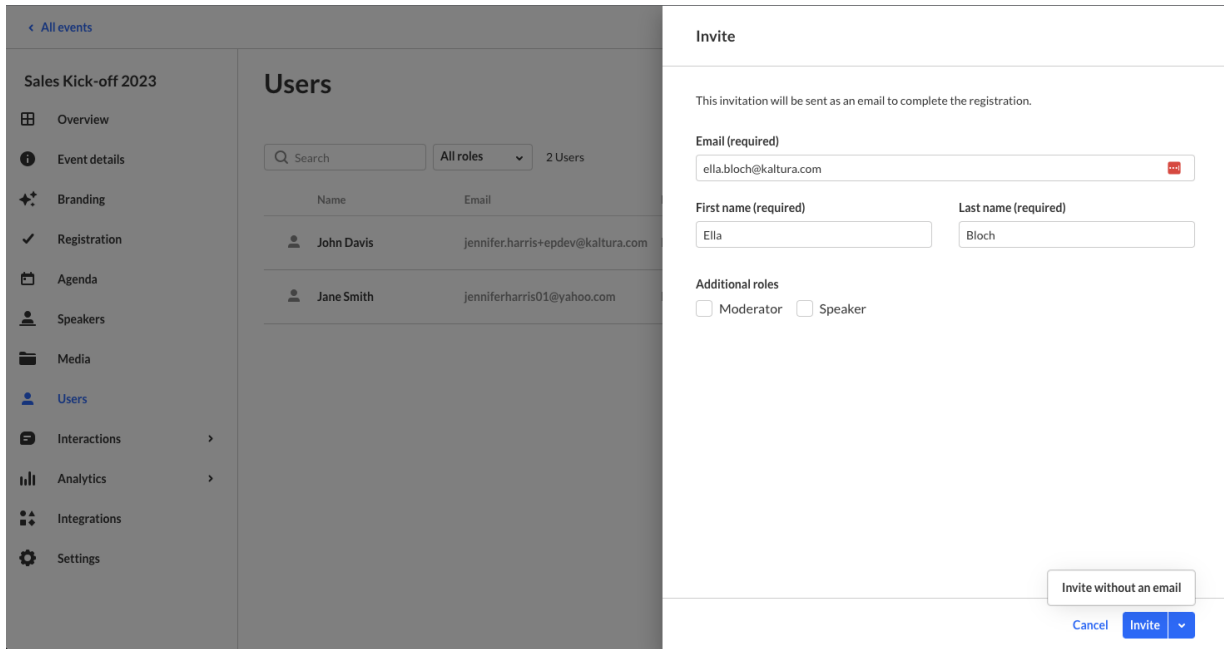 All events
Sales Kick-off 2023
Overview
Event details
Branding
Registration
Agenda
Speakers
Media
Users
Interactions
Analytics
Integrations
Settings
Users
Search
All roles
2 Users
Name Email
John Davis jennifer.harris+epdev@kaltura.com
Jane Smith jenniferharris01@yahoo.com
Invite
This invitation will be sent as an email to complete the registration.
Email (required)
ella.bloch@kaltura.com
First name (required) Last name (required)
Ella Bloch
Additional roles
Moderator Speaker
Invite without an email
Cancel Invite